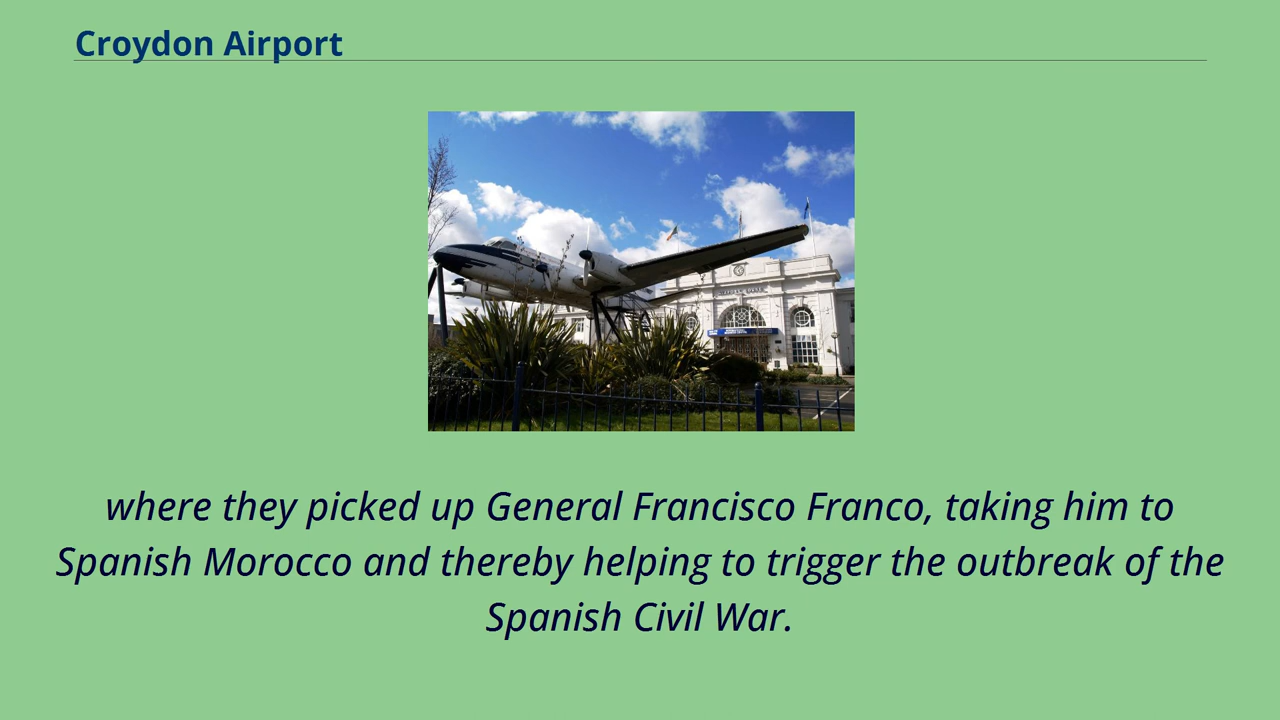 Croydon Airport
where they picked up General Francisco Franco, taking him to
Spanish Morocco and thereby helping to trigger the outbreak of the
Spanish Civil War.